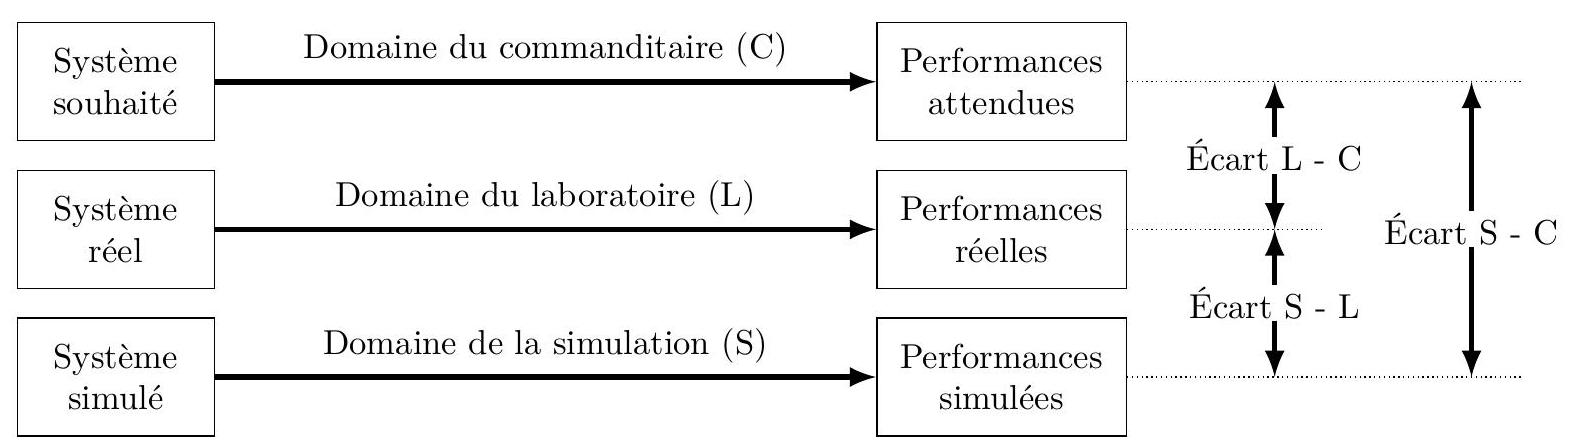 Système
souhaité
Domaine du commanditaire (C)
Performances
attendues
Écart L - C
Système
réel
Domaine du laboratoire (L)
Performances
réelles
Écart S - C
Écart S - L
Système
simulé
Domaine de la simulation (S)
Performances
simulées